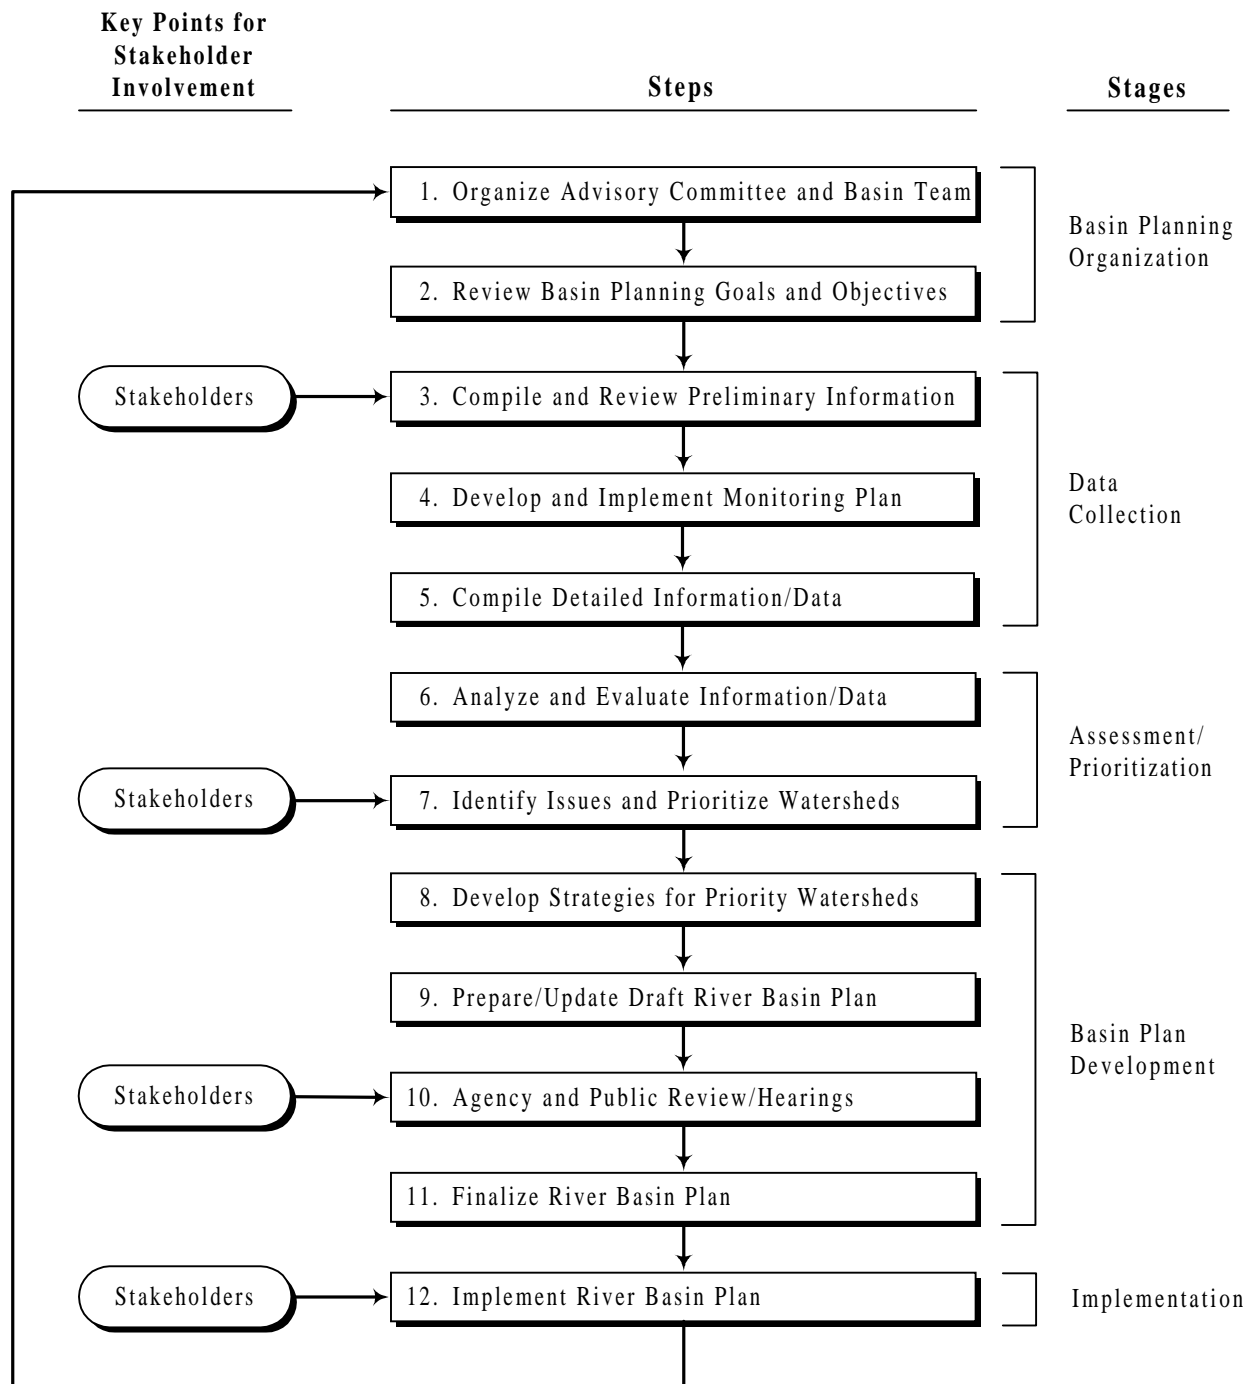 Key Points for
Stakeholder
Involvement
Steps
Stages
1. Organize Advisory Committee and Basin Team
Basin Planning
Organization
2. Review Basin Planning Goals and Objectives
Stakeholders
3. Compile and Review Preliminary Information
4. Develop and Implement Monitoring Plan
Data
Collection
5. Compile Detailed Information/Data
6. Analyze and Evaluate Information/Data
Assessment/
Prioritization
Stakeholders
7. Identify Issues and Prioritize Watersheds
8. Develop Strategies for Priority Watersheds
9. Prepare/Update Draft River Basin Plan
Basin Plan
Development
Stakeholders
10. Agency and Public Review/Hearings
11. Finalize River Basin Plan
Stakeholders
12. Implement River Basin Plan
Implementation